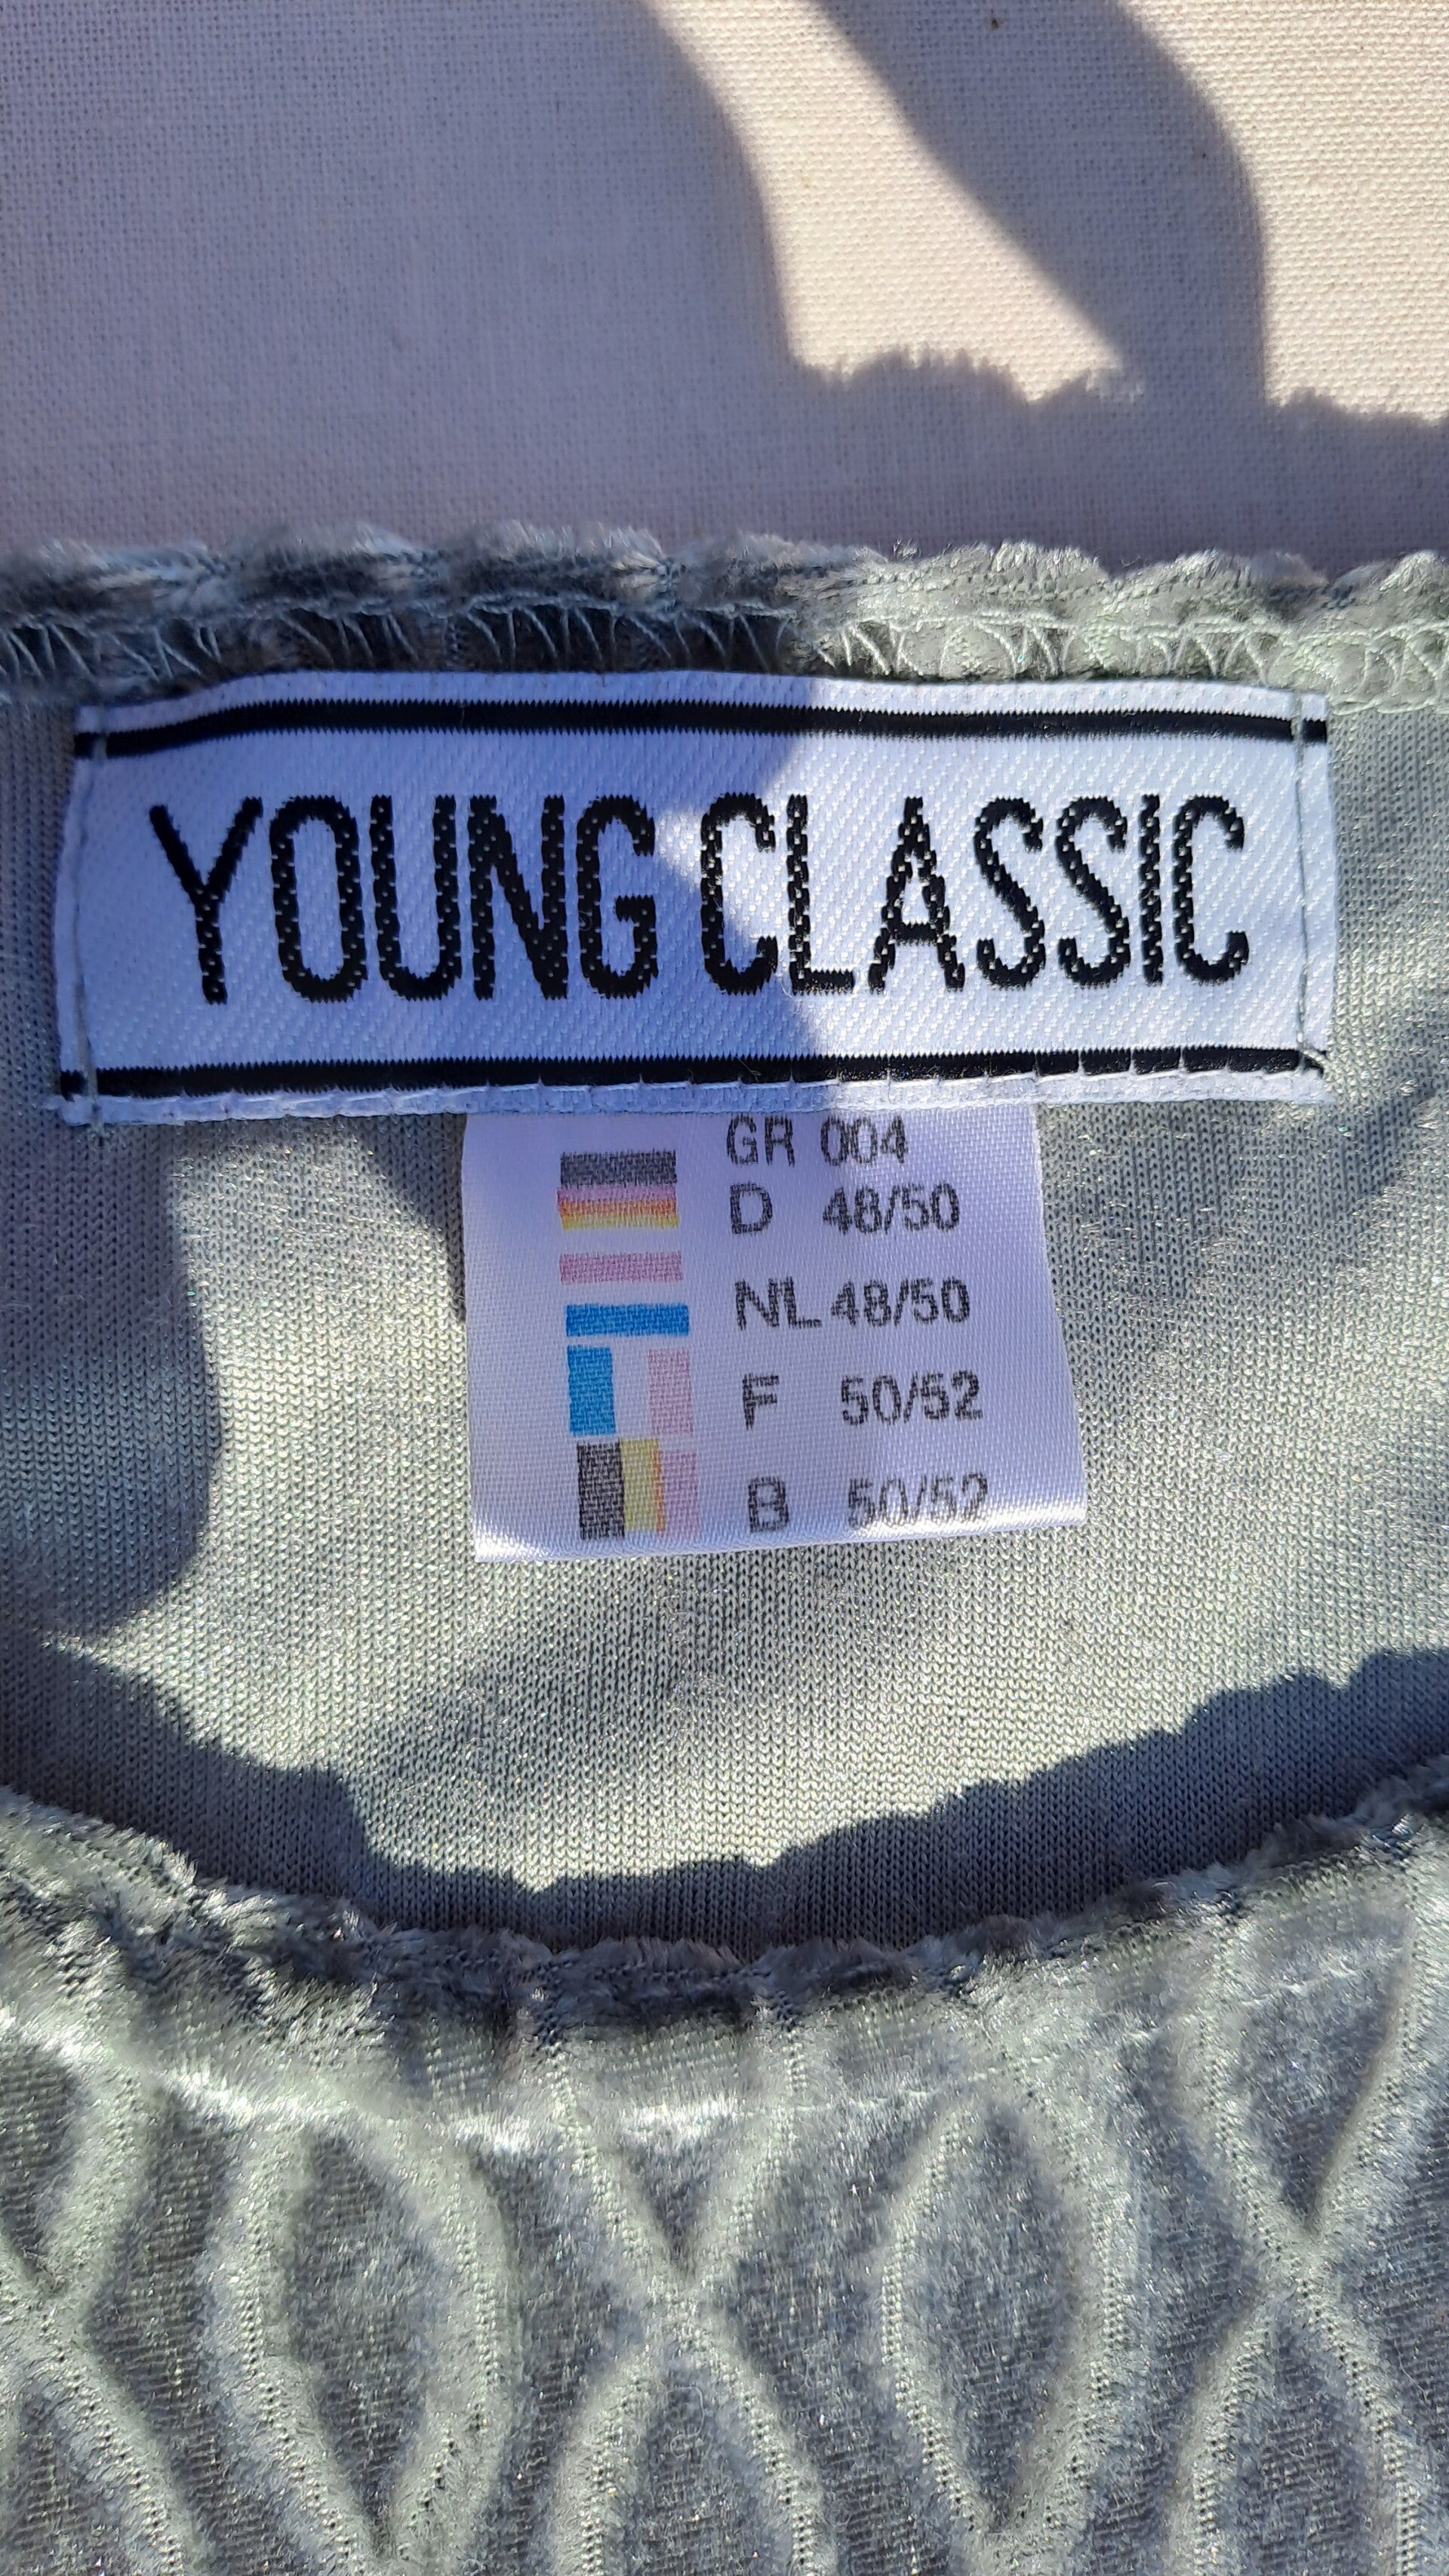 YOUNG CLASSIC
GR 004
D 48/50
NL 48/50
F 50/52
B 50/52